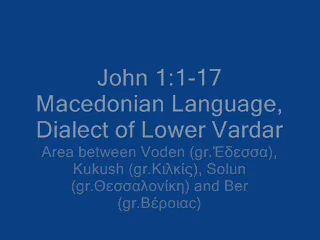 John 1:1-17
Macedonian Language,
Dialect of Lower Vardar
Area between Voden (gr.Έδεσσα),
Kukush (gr.Κιλκίς), Solun
(gr.Θεσσαλονίκη) and Ber
(gr.Βέροιας)